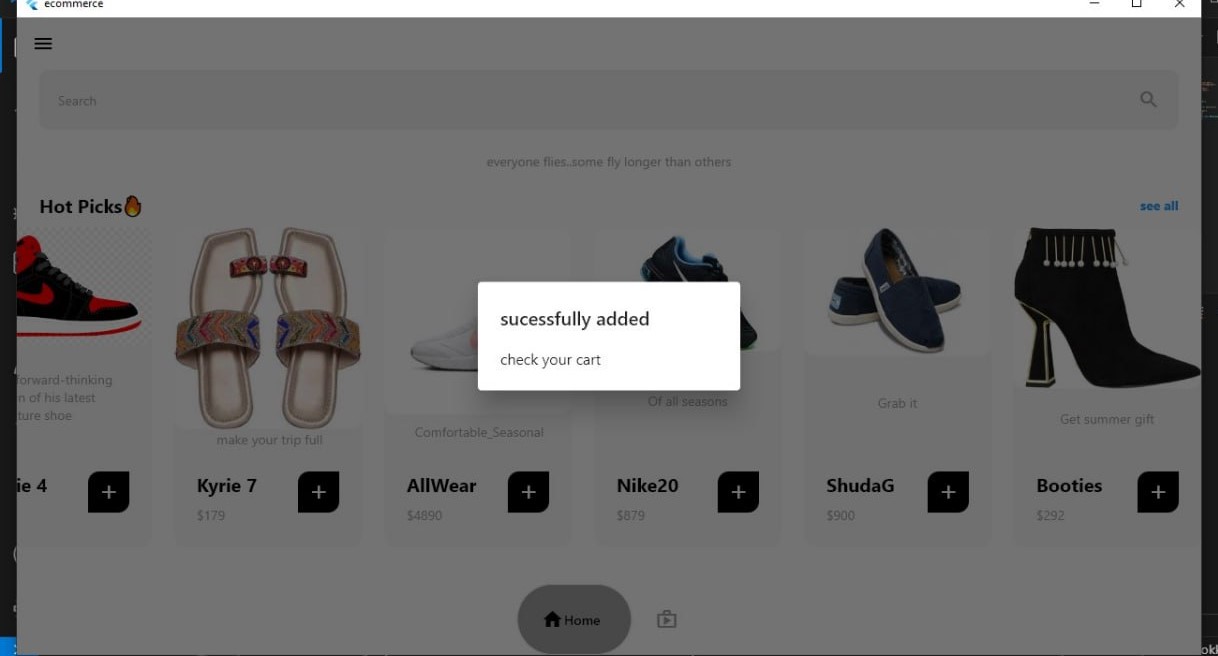 ecommerce
Search
everyone flies..some fly longer than others
Hot Picks🔥
see all
forward-thinking
n of his latest
ture shoe
make your trip full
Comfortable_Seasonal
Of all seasons
Grab it
Get summer gift
sucessfully added
check your cart
ie 4
Kyrie 7
$179
AllWear
$4890
Nike20
$879
ShudaG
$900
Booties
$292
Home